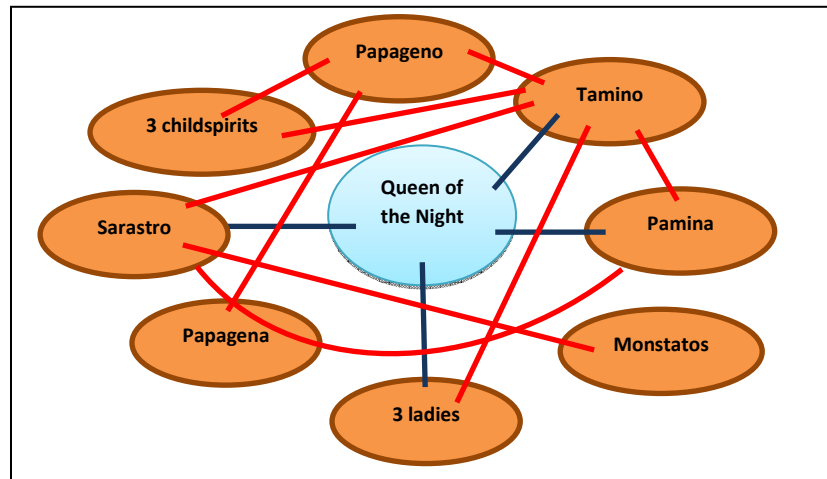 Papageno
Tamino
3 childspirits
Queen of
the Night
Sarastro
Pamina
Papagena
Monstatos
3 ladies